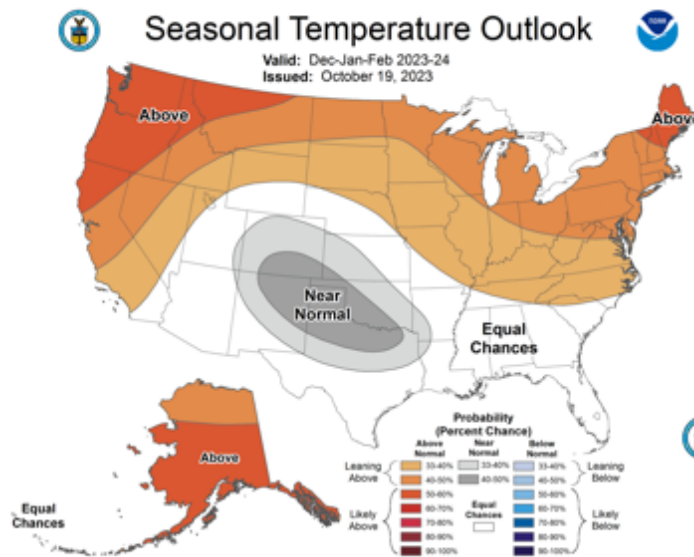 Seasonal Temperature Outlook
Valid: Dec-Jan-Feb 2023-24
Issued: October 19, 2023
noaa
Above
Above
Near
Normal
Equal
Chances
Above
Equal
Chances
Probability
(Percent Chance)
Above Normal
Near Normal
Below Normal
Leaning Above
33-40% 33-40% 33-40%
40-50% 40-50% 40-50%
Leaning Below
Likely Above
50-60% 50-60%
60-70% Equal Chances 60-70%
70-80% 70-80%
80-90% 80-90%
90-100% 90-100%
Likely Below